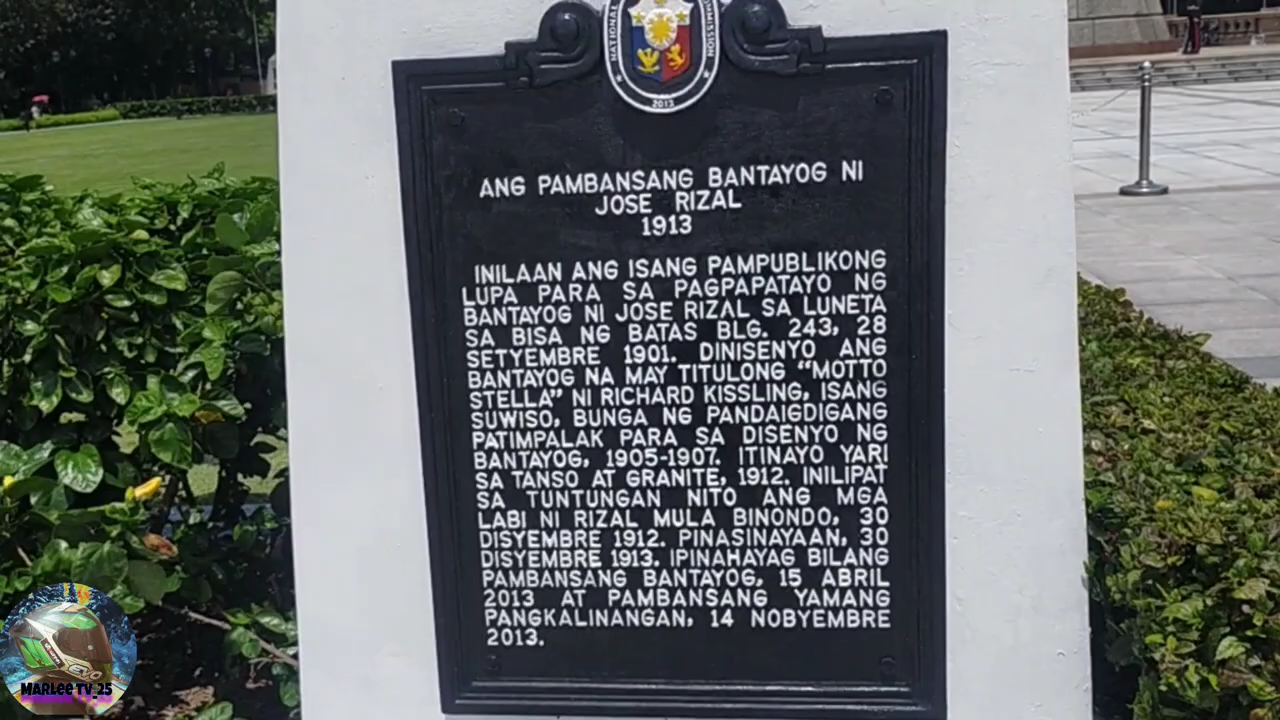 NATIONAL
COMMISSION
2013
ANG PAMBANSANG BANTAYOG NI
JOSE RIZAL
1913
INILAAN ANG ISANG PAMPUBLIKONG
LUPA PARA SA PAGPAPATAYO NG
BANTAYOG NI JOSE RIZAL SA LUNETA
SA BISA NG BATAS BLG. 243, 28
SETYEMBRE 1901. DINISENYO ANG
BANTAYOG NA MAY TITULONG “MOTTO
STELLA” NI RICHARD KISSLING, ISANG
SUWISO, BUNGA NG PANDAIGDIGANG
PATIMPALAK PARA SA DISENYO NG
BANTAYOG, 1905-1907. ITINAYO YARI
SA TANSO AT GRANITE, 1912. INILIPAT
SA TUNTUNGAN NITO ANG MGA
LABI NI RIZAL MULA BINONDO, 30
DISYEMBRE 1912. PINASINAYAAN, 30
DISYEMBRE 1913. IPINAHAYAG BILANG
PAMBANSANG BANTAYOG, 15 ABRIL
2013 AT PAMBANSANG YAMANG
PANGKALINANGAN, 14 NOBYEMBRE
2013.
EVO
MARLEE TV_25